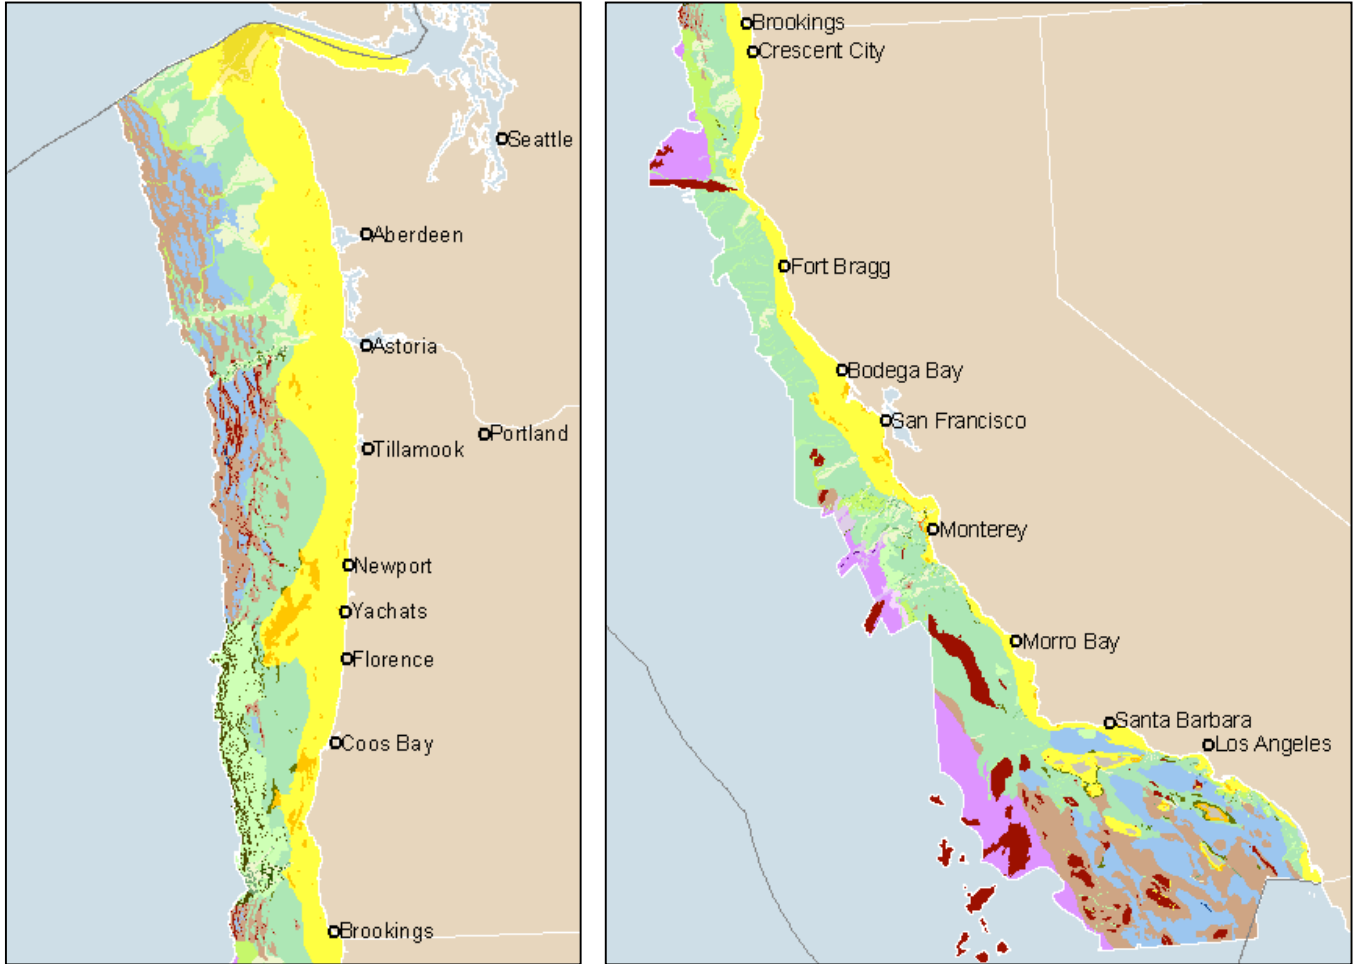 Seattle
Aberdeen
Astoria
Portland
Tillamook
Newport
Yachats
Florence
Coos Bay
Brookings
Brookings
Crescent City
Fort Bragg
Bodega Bay
San Francisco
Monterey
Morro Bay
Santa Barbara
Los Angeles